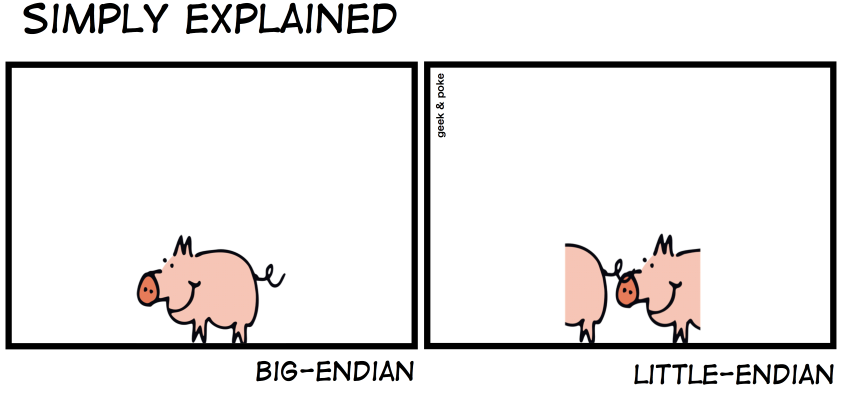 SIMPLY EXPLAINED
geek & poke
BIG-ENDIAN
LITTLE-ENDIAN